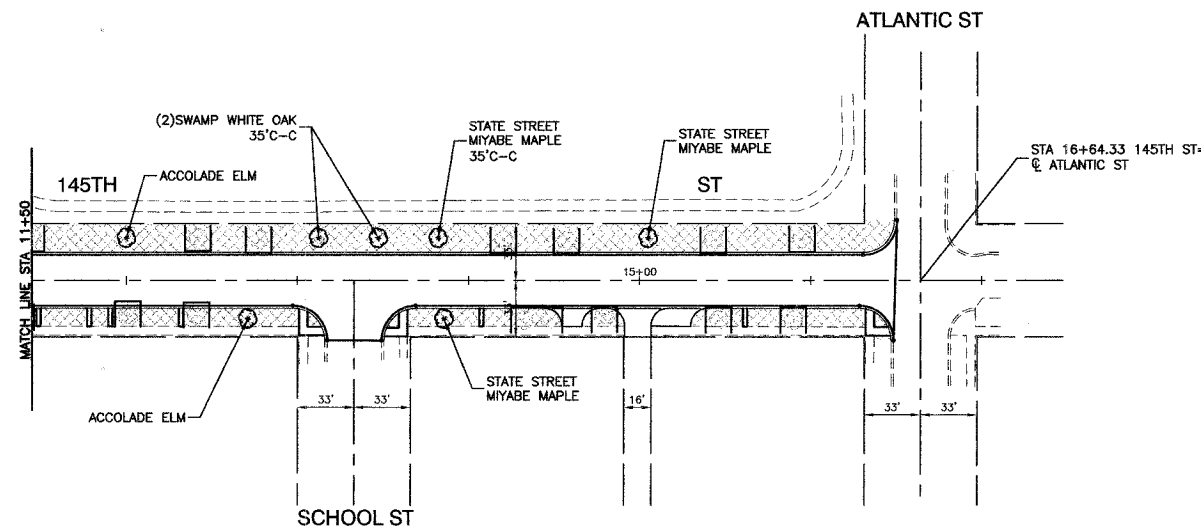 ATLANTIC ST
(2)SWAMP WHITE OAK
35'C-C
STATE STREET
MIYABE MAPLE
35'C-C
STATE STREET
MIYABE MAPLE
STA 16+64.33 145TH ST=
℄ ATLANTIC ST
145TH
ACCOLADE ELM
ST
MATCH LINE STA 11+50
15+00
STATE STREET
MIYABE MAPLE
ACCOLADE ELM
33'
33'
16'
33'
33'
SCHOOL ST